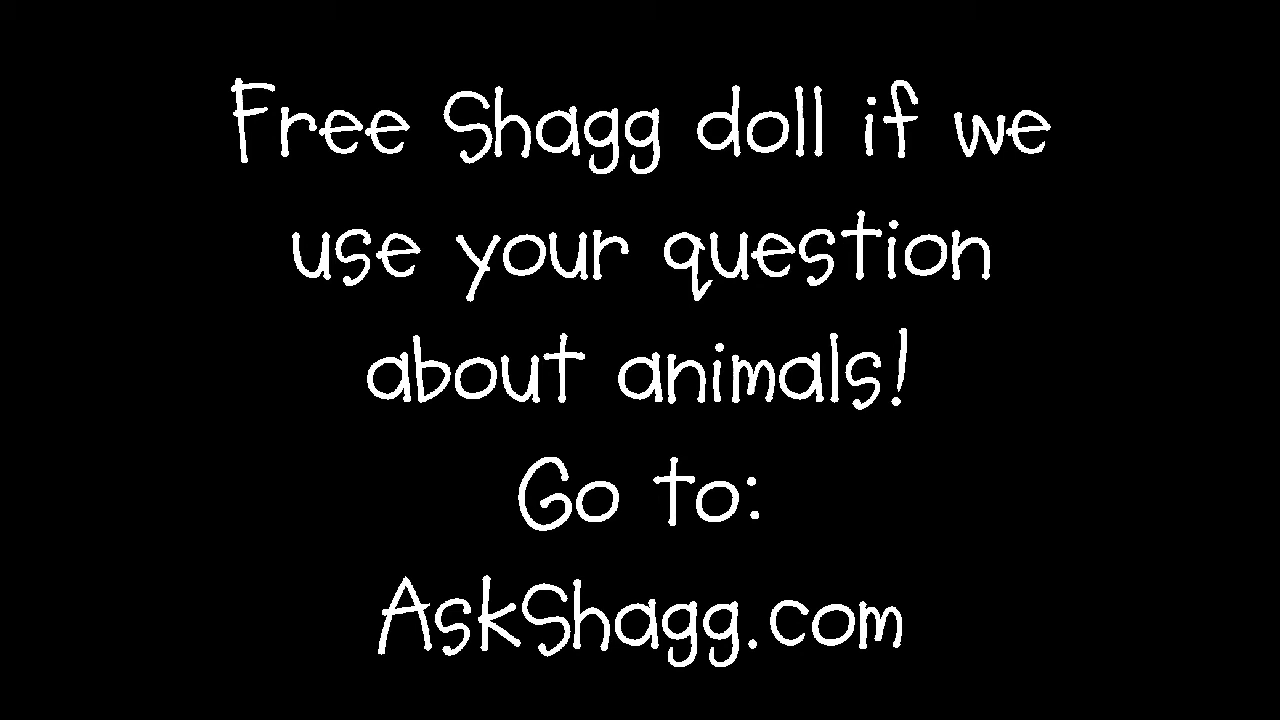 Free Shagg doll if we
use your question
about animals!
Go to:
AskShagg.com